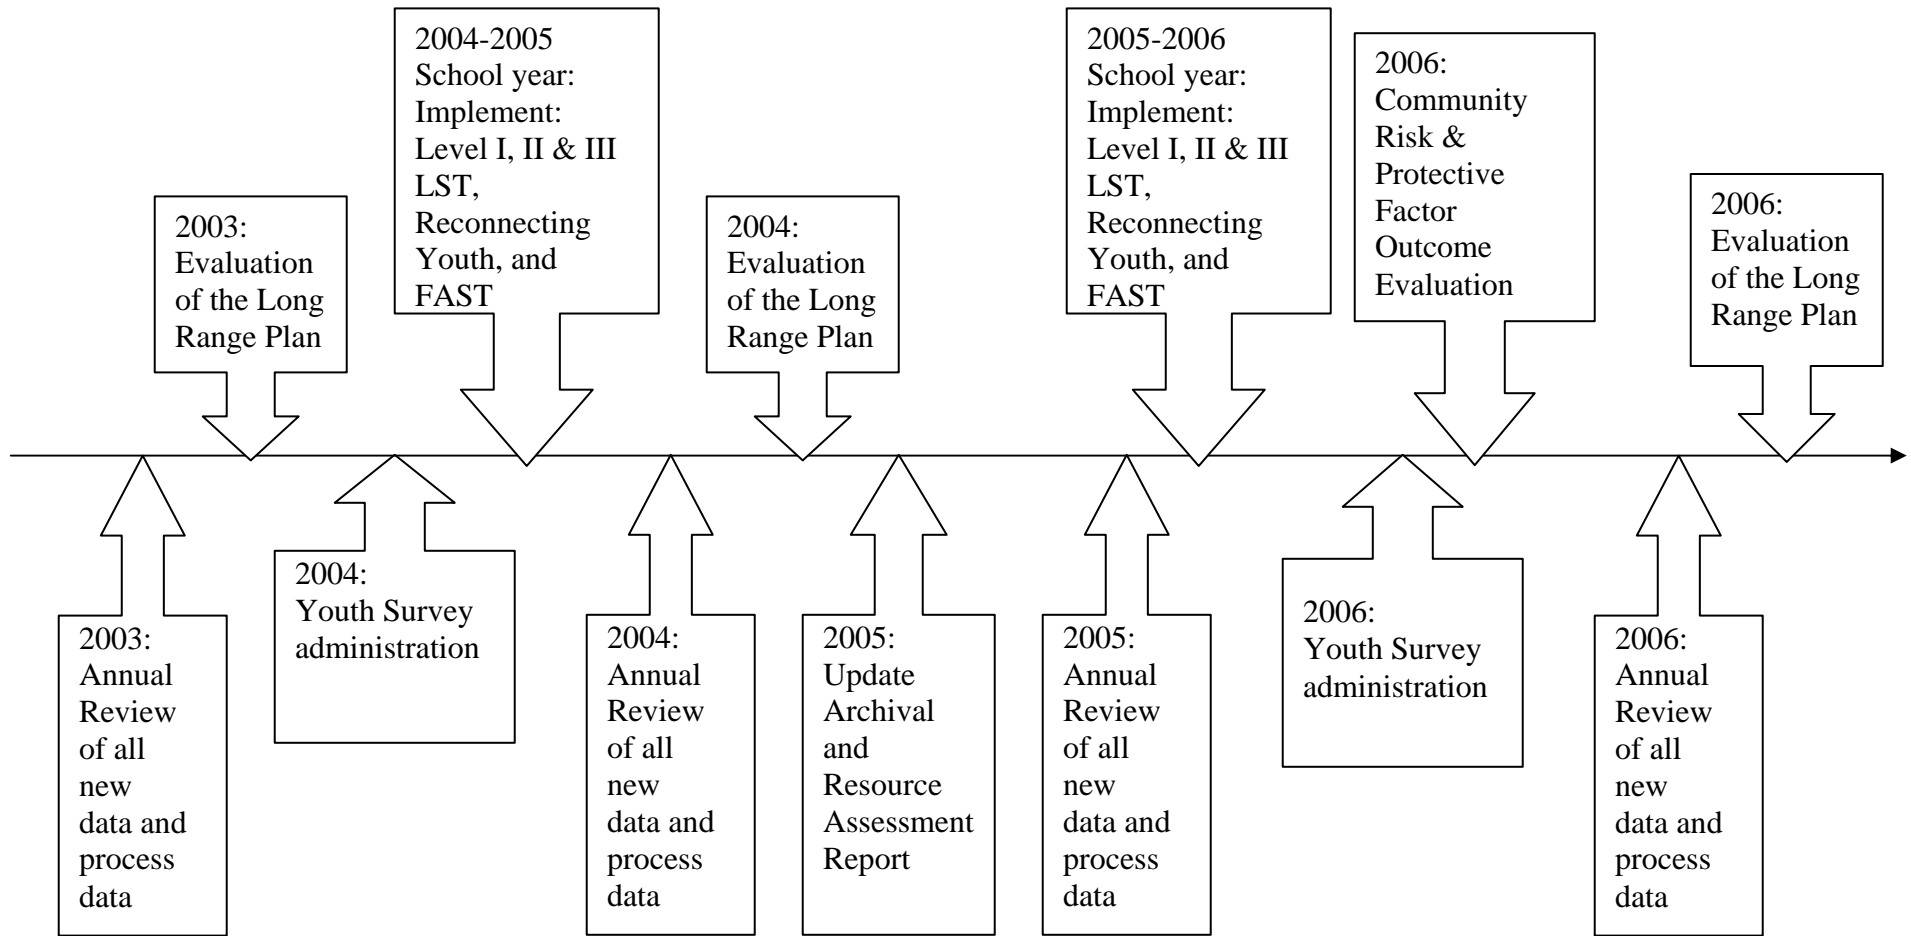 2004-2005
School year:
Implement:
Level I, II & III
LST,
Reconnecting
Youth, and
FAST
2005-2006
School year:
Implement:
Level I, II & III
LST,
Reconnecting
Youth, and
FAST
2006:
Community
Risk &
Protective
Factor
Outcome
Evaluation
2003:
Evaluation
of the Long
Range Plan
2004:
Evaluation
of the Long
Range Plan
2006:
Evaluation
of the Long
Range Plan
2003:
Annual
Review
of all
new
data and
process
data
2004:
Youth Survey
administration
2004:
Annual
Review
of all
new
data and
process
data
2005:
Update
Archival
and
Resource
Assessment
Report
2005:
Annual
Review
of all
new
data and
process
data
2006:
Youth Survey
administration
2006:
Annual
Review
of all
new
data and
process
data